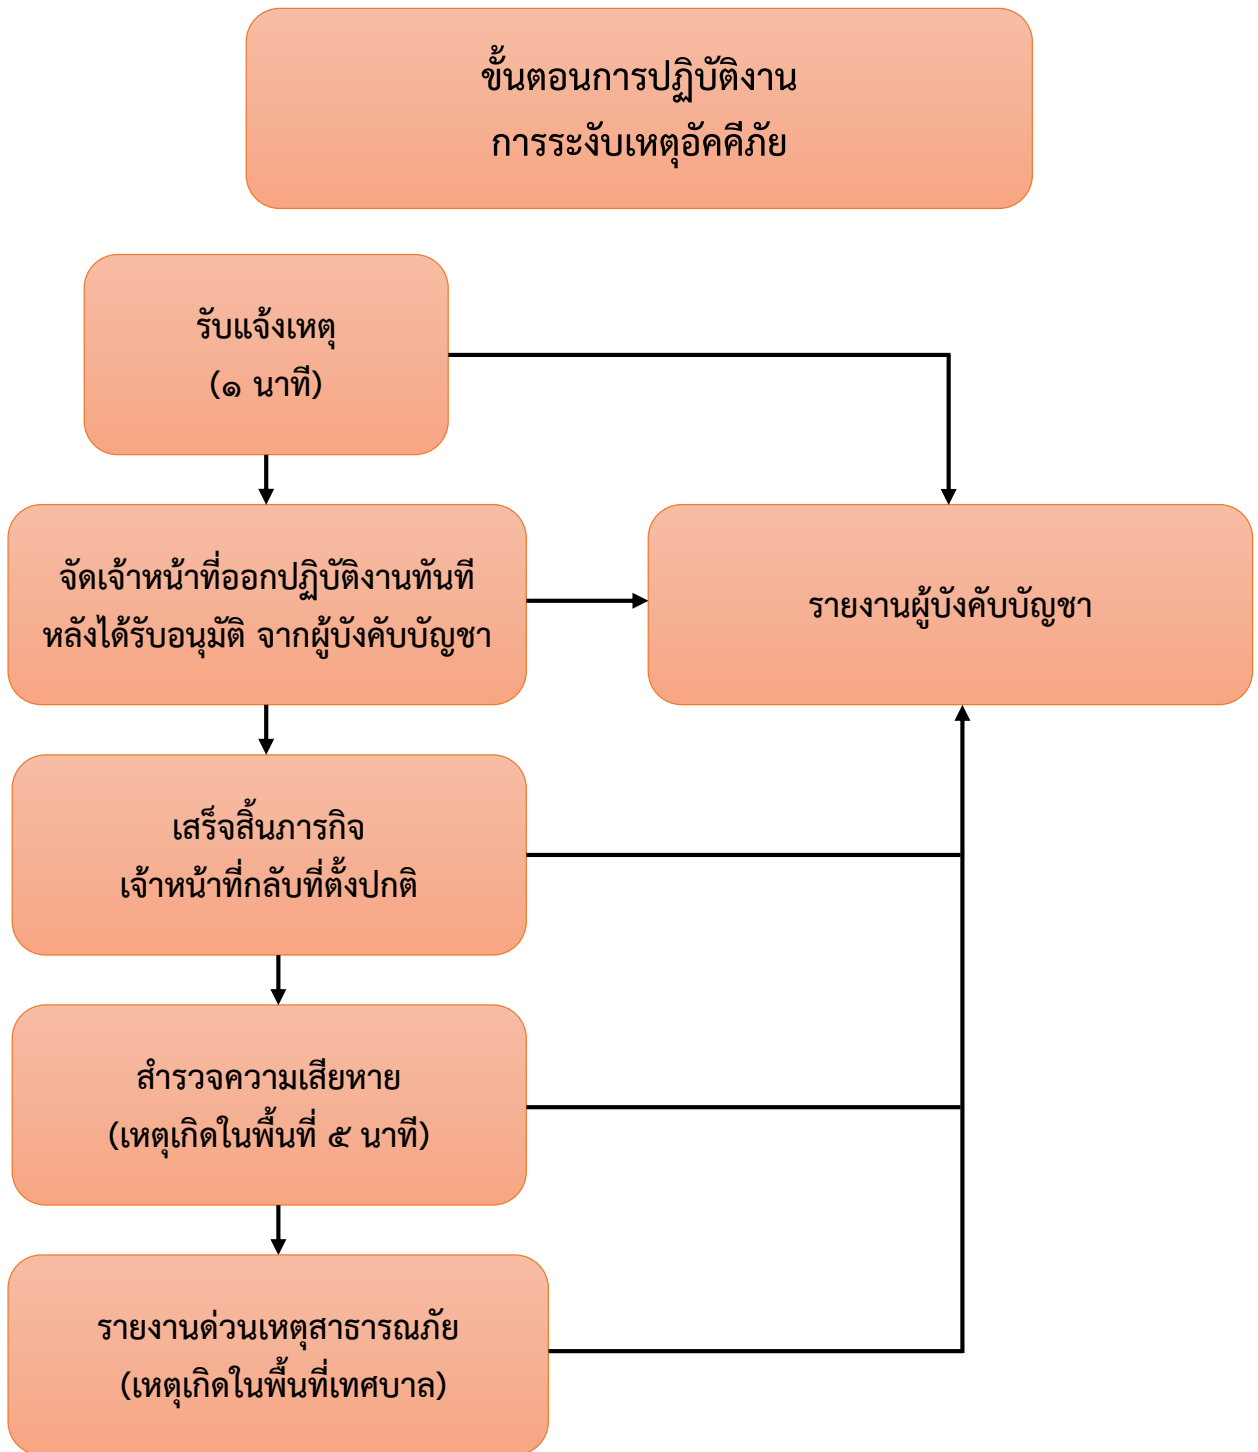 ขั้นตอนการปฏิบัติงาน
การระงับเหตุอัคคีภัย
รับแจ้งเหตุ
(๑ นาที)
จัดเจ้าหน้าที่ออกปฏิบัติงานทันที
หลังได้รับอนุมัติ จากผู้บังคับบัญชา
รายงานผู้บังคับบัญชา
เสร็จสิ้นภารกิจ
เจ้าหน้าที่กลับที่ตั้งปกติ
สำรวจความเสียหาย
(เหตุเกิดในพื้นที่ ๕ นาที)
รายงานด่วนเหตุสาธารณภัย
(เหตุเกิดในพื้นที่เทศบาล)